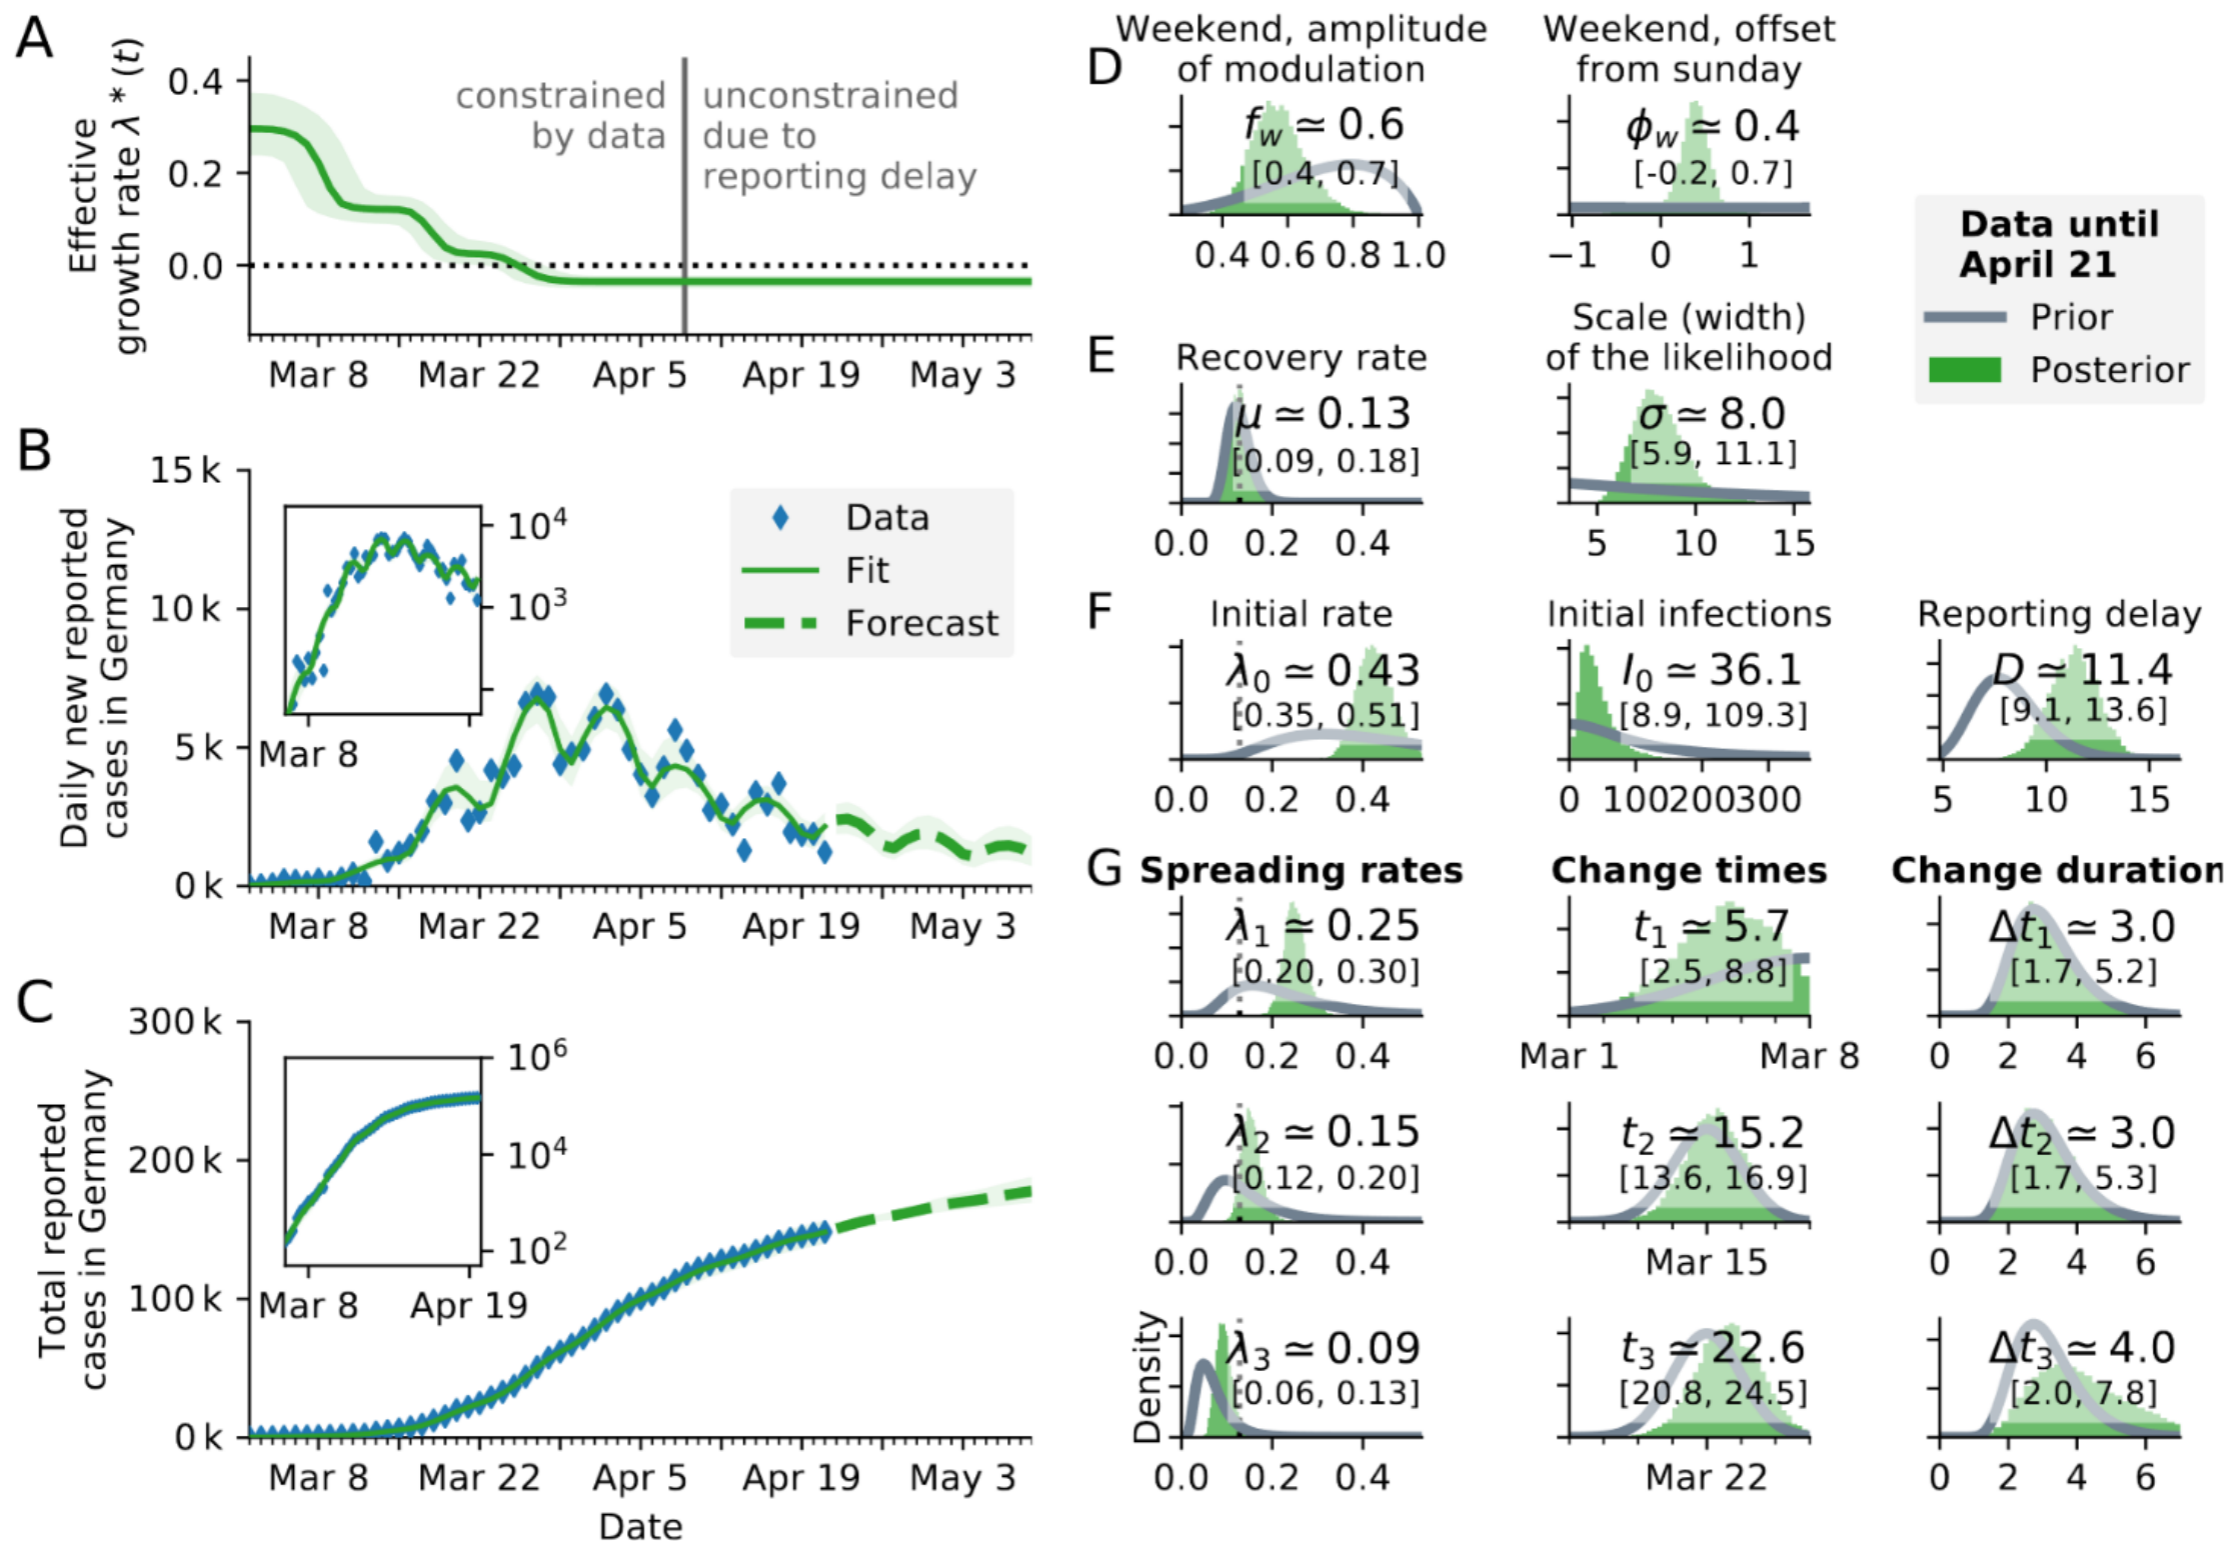 A
Effective
growth rate λ * (t)
0.4
0.2
0.0
constrained
by data
unconstrained
due to
reporting delay
Mar 8
Mar 22
Apr 5
Apr 19
May 3
B
Daily new reported
cases in Germany
15 k
10 k
5 k
0 k
10⁴
10³
Mar 8
Data
Fit
Forecast
Mar 8
Mar 22
Apr 5
Apr 19
May 3
C
Total reported
cases in Germany
300 k
200 k
100 k
0 k
10⁶
10⁴
10²
Mar 8
Apr 19
Mar 8
Mar 22
Apr 5
Apr 19
May 3
Date
D
Weekend, amplitude
of modulation
f_w ≃ 0.6
[0.4, 0.7]
0.4 0.6 0.8 1.0
Weekend, offset
from sunday
ϕ_w ≃ 0.4
[-0.2, 0.7]
−1 0 1
Data until
April 21
Prior
Posterior
E
Recovery rate
μ ≃ 0.13
[0.09, 0.18]
0.0 0.2 0.4
Scale (width)
of the likelihood
σ ≃ 8.0
[5.9, 11.1]
5 10 15
F
Initial rate
λ₀ ≃ 0.43
[0.35, 0.51]
0.0 0.2 0.4
Initial infections
I₀ ≃ 36.1
[8.9, 109.3]
0 100 200 300
Reporting delay
D ≃ 11.4
[9.1, 13.6]
5 10 15
G
Spreading rates
λ₁ ≃ 0.25
[0.20, 0.30]
0.0 0.2 0.4
Change times
t₁ ≃ 5.7
[2.5, 8.8]
Mar 1 Mar 8
Change duration
Δt₁ ≃ 3.0
[1.7, 5.2]
0 2 4 6
λ₂ ≃ 0.15
[0.12, 0.20]
0.0 0.2 0.4
t₂ ≃ 15.2
[13.6, 16.9]
Mar 15
Δt₂ ≃ 3.0
[1.7, 5.3]
0 2 4 6
Density
λ₃ ≃ 0.09
[0.06, 0.13]
0.0 0.2 0.4
t₃ ≃ 22.6
[20.8, 24.5]
Mar 22
Δt₃ ≃ 4.0
[2.0, 7.8]
0 2 4 6